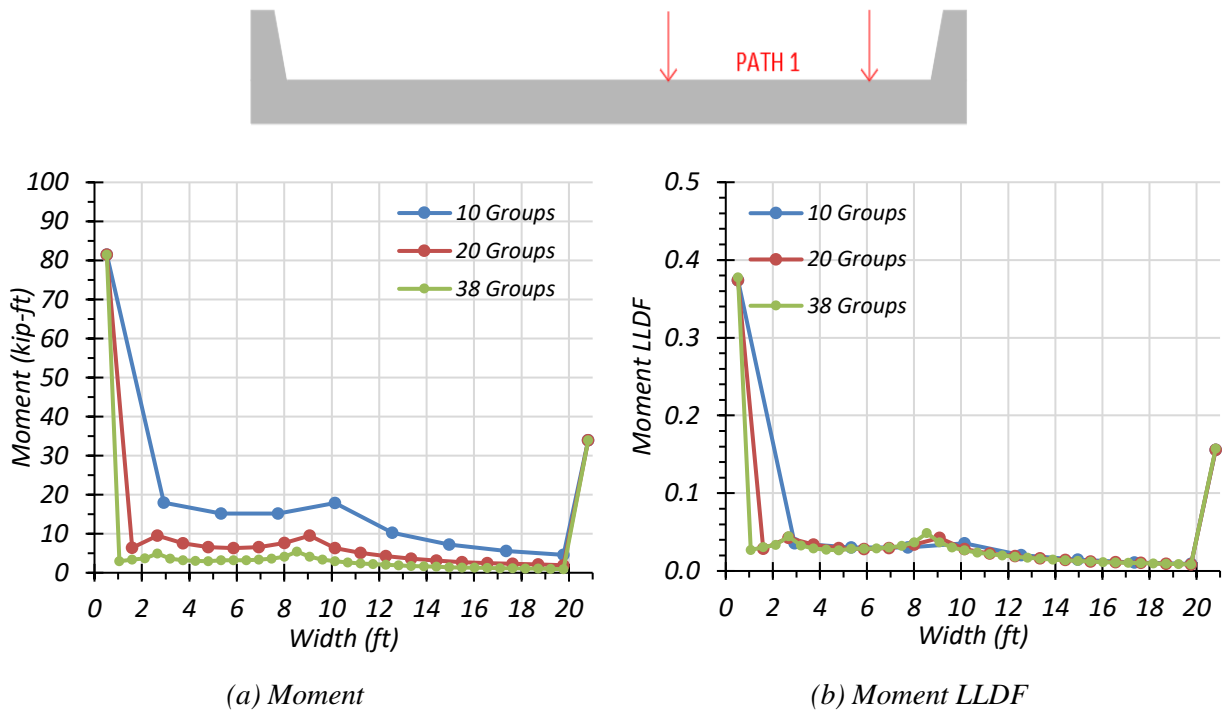 PATH 1
100
90
80
70
60
50
40
30
20
10
0
Moment (kip-ft)
10 Groups
20 Groups
38 Groups
0 2 4 6 8 10 12 14 16 18 20
Width (ft)
(a) Moment
0.5
0.4
0.3
0.2
0.1
0.0
Moment LLDF
10 Groups
20 Groups
38 Groups
0 2 4 6 8 10 12 14 16 18 20
Width (ft)
(b) Moment LLDF